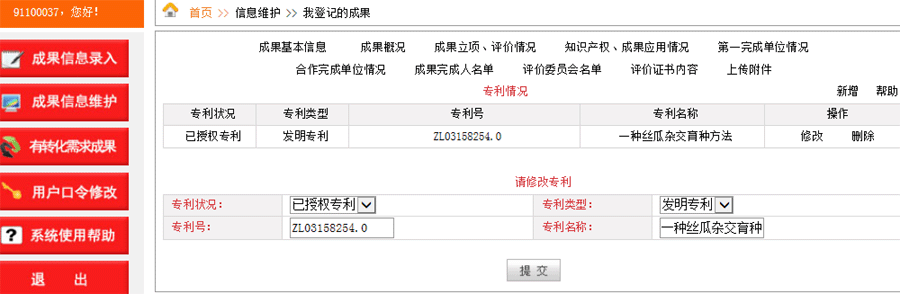 91100037，您好!
首页 >> 信息维护 >> 我登记的成果
成果信息录入
成果信息维护
有转化需求成果
用户口令修改
系统使用帮助
退 出
成果基本信息 成果概况 成果立项、评价情况 知识产权、成果应用情况 第一完成单位情况
合作完成单位情况 成果完成人名单 评价委员会名单 评价证书内容 上传附件
专利情况 新增 帮助
专利状况 专利类型 专利号 专利名称 操作
已授权专利 发明专利 ZL03158254.0 一种丝瓜杂交育种方法 修改 删除
请修改专利
专利状况: 已授权专利 专利类型: 发明专利
专利号: ZL03158254.0 专利名称: 一种丝瓜杂交育种
提 交